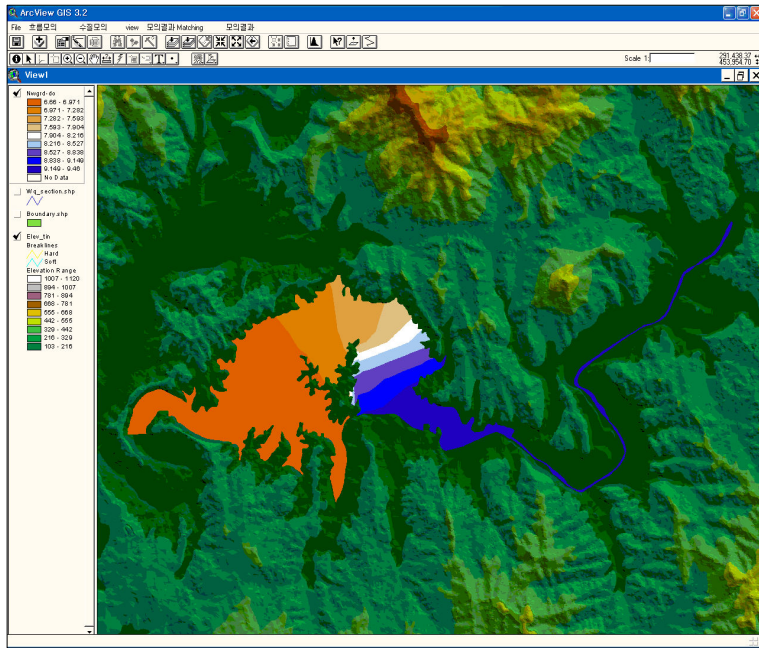 ArcView GIS 3.2
File 흐름모의 수질모의 view 모의결과 Matching 모의결과
Scale 1:
291,438.37
453,954.70
View1
Nwgrd-do
6.66 - 6.971
6.971 - 7.282
7.282 - 7.593
7.593 - 7.904
7.904 - 8.216
8.216 - 8.527
8.527 - 8.838
8.838 - 9.149
9.149 - 9.46
No Data
Wq_section.shp
Boundary.shp
Elev_tin
Breaklines
Hard
Soft
Elevation Range
1007 - 1120
894 - 1007
781 - 894
668 - 781
555 - 668
442 - 555
329 - 442
216 - 329
103 - 216